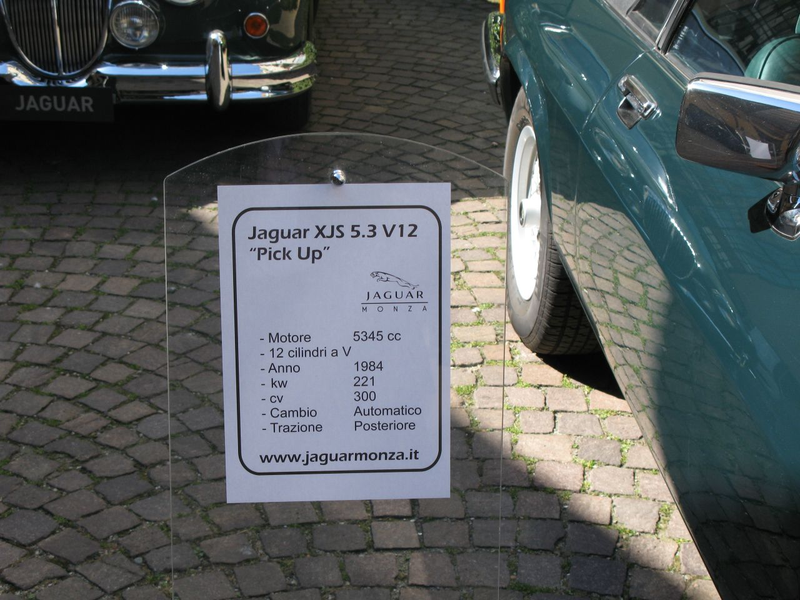 JAGUAR
Jaguar XJS 5.3 V12
“Pick Up”
JAGUAR
MONZA
- Motore 5345 cc
- 12 cilindri a V
- Anno 1984
- kw 221
- cv 300
- Cambio Automatico
- Trazione Posteriore
www.jaguarmonza.it